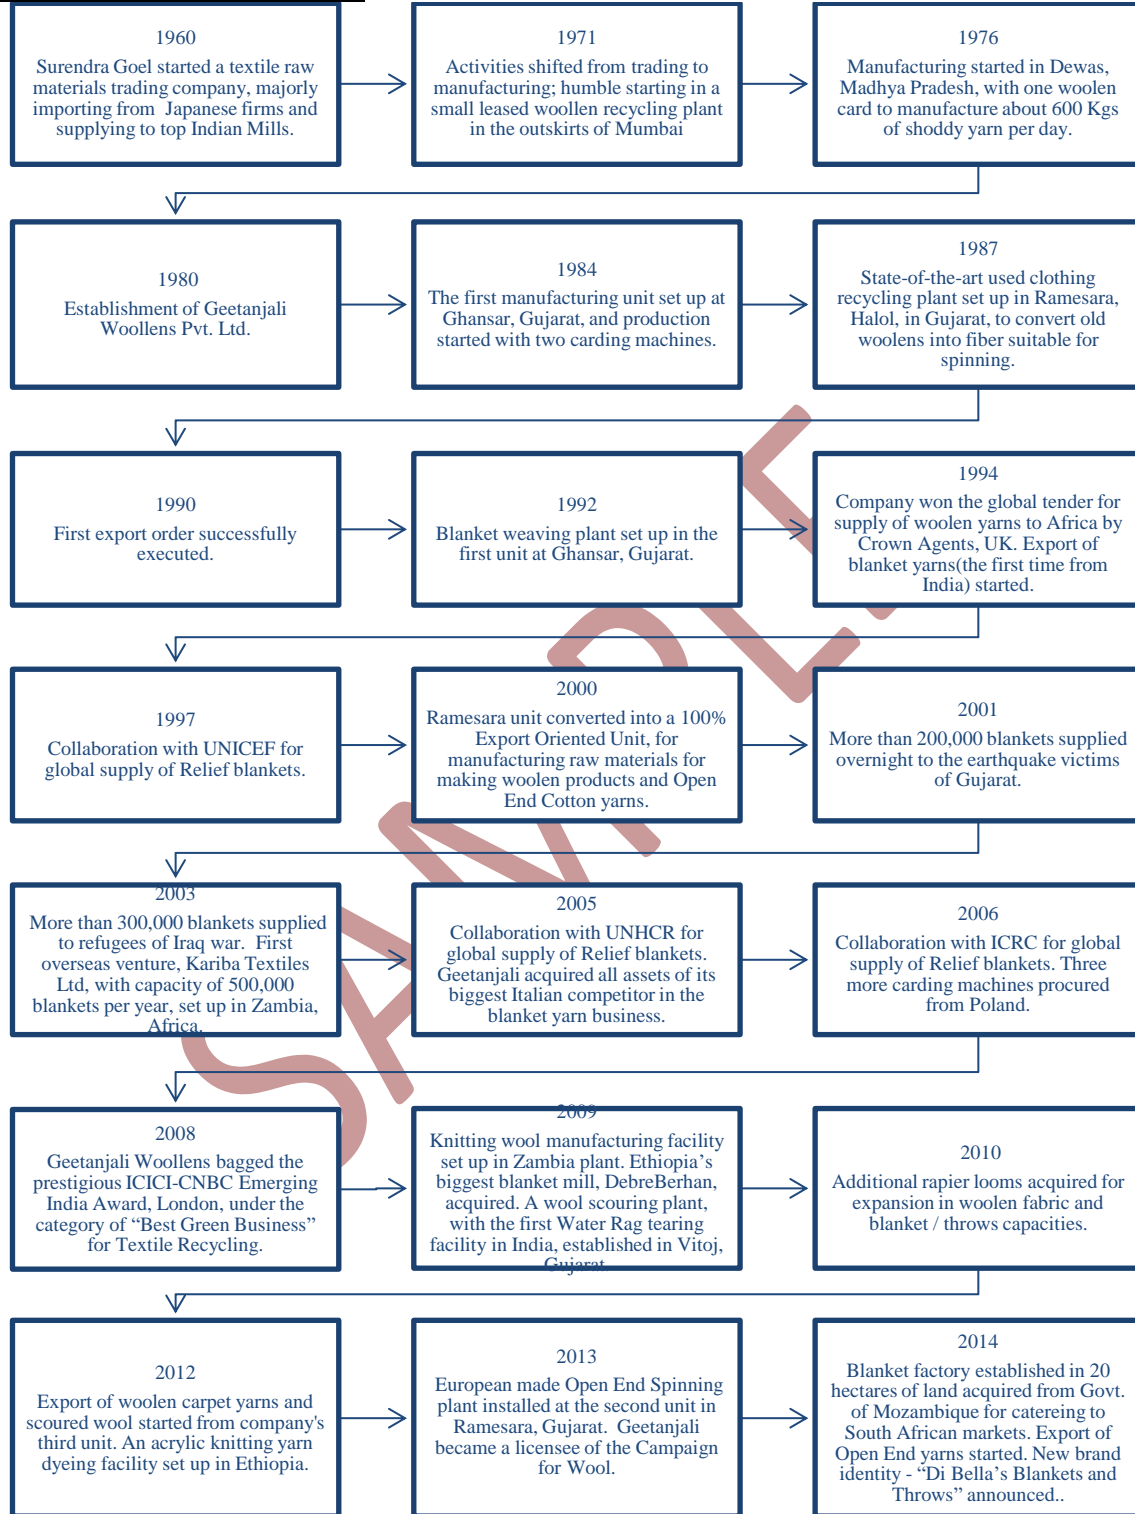 1960
Surendra Goel started a textile raw
materials trading company, majorly
importing from Japanese firms and
supplying to top Indian Mills.
1971
Activities shifted from trading to
manufacturing; humble starting in a
small leased woollen recycling plant
in the outskirts of Mumbai
1976
Manufacturing started in Dewas,
Madhya Pradesh, with one woolen
card to manufacture about 600 Kgs
of shoddy yarn per day.
1980
Establishment of Geetanjali
Woollens Pvt. Ltd.
1984
The first manufacturing unit set up at
Ghansar, Gujarat, and production
started with two carding machines.
1987
State-of-the-art used clothing
recycling plant set up in Ramesara,
Halol, in Gujarat, to convert old
woolens into fiber suitable for
spinning.
1990
First export order successfully
executed.
1992
Blanket weaving plant set up in the
first unit at Ghansar, Gujarat.
1994
Company won the global tender for
supply of woolen yarns to Africa by
Crown Agents, UK. Export of
blanket yarns(the first time from
India) started.
1997
Collaboration with UNICEF for
global supply of Relief blankets.
2000
Ramesara unit converted into a 100%
Export Oriented Unit, for
manufacturing raw materials for
making woolen products and Open
End Cotton yarns.
2001
More than 200,000 blankets supplied
overnight to the earthquake victims
of Gujarat.
2003
More than 300,000 blankets supplied
to refugees of Iraq war. First
overseas venture, Kariba Textiles
Ltd, with capacity of 500,000
blankets per year, set up in Zambia,
Africa.
2005
Collaboration with UNHCR for
global supply of Relief blankets.
Geetanjali acquired all assets of its
biggest Italian competitor in the
blanket yarn business.
2006
Collaboration with ICRC for global
supply of Relief blankets. Three
more carding machines procured
from Poland.
2008
Geetanjali Woollens bagged the
prestigious ICICI-CNBC Emerging
India Award, London, under the
category of “Best Green Business”
for Textile Recycling.
2009
Knitting wool manufacturing facility
set up in Zambia plant. Ethiopia’s
biggest blanket mill, DebreBerhan,
acquired. A wool scouring plant,
with the first Water Rag tearing
facility in India, established in Vitoj,
Gujarat.
2010
Additional rapier looms acquired for
expansion in woolen fabric and
blanket / throws capacities.
2012
Export of woolen carpet yarns and
scoured wool started from company's
third unit. An acrylic knitting yarn
dyeing facility set up in Ethiopia.
2013
European made Open End Spinning
plant installed at the second unit in
Ramesara, Gujarat. Geetanjali
became a licensee of the Campaign
for Wool.
2014
Blanket factory established in 20
hectares of land acquired from Govt.
of Mozambique for catereing to
South African markets. Export of
Open End yarns started. New brand
identity - “Di Bella’s Blankets and
Throws” announced..
SAMPLE